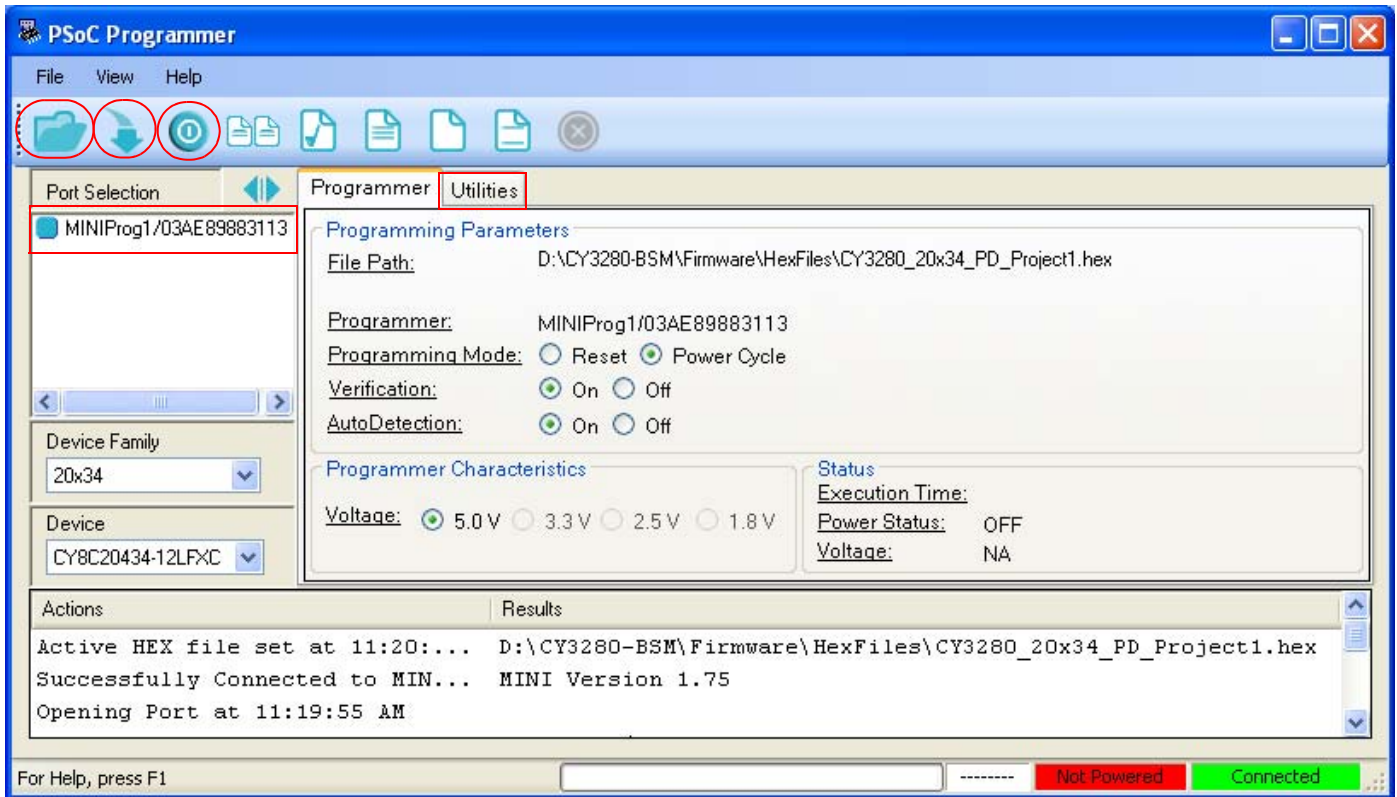 PSoC Programmer
File View Help
Port Selection
MINIProg1/03AE89883113
Programmer Utilities
Programming Parameters
File Path: D:\CY3280-BSM\Firmware\HexFiles\CY3280_20x34_PD_Project1.hex
Programmer: MINIProg1/03AE89883113
Programming Mode: Reset Power Cycle
Verification: On Off
AutoDetection: On Off
Device Family
20x34
Device
CY8C20434-12LFXC
Programmer Characteristics
Voltage: 5.0 V 3.3 V 2.5 V 1.8 V
Status
Execution Time:
Power Status: OFF
Voltage: NA
Actions Results
Active HEX file set at 11:20:... D:\CY3280-BSM\Firmware\HexFiles\CY3280_20x34_PD_Project1.hex
Successfully Connected to MIN... MINI Version 1.75
Opening Port at 11:19:55 AM
For Help, press F1 -------- Not Powered Connected